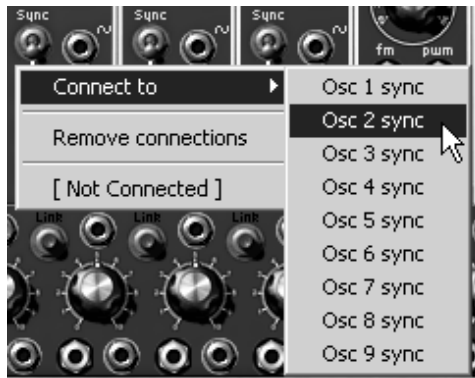 Sync Sync Sync
fm pwm
Connect to
Remove connections
[ Not Connected ]
Osc 1 sync
Osc 2 sync
Osc 3 sync
Osc 4 sync
Osc 5 sync
Osc 6 sync
Osc 7 sync
Osc 8 sync
Osc 9 sync
Link Link Link